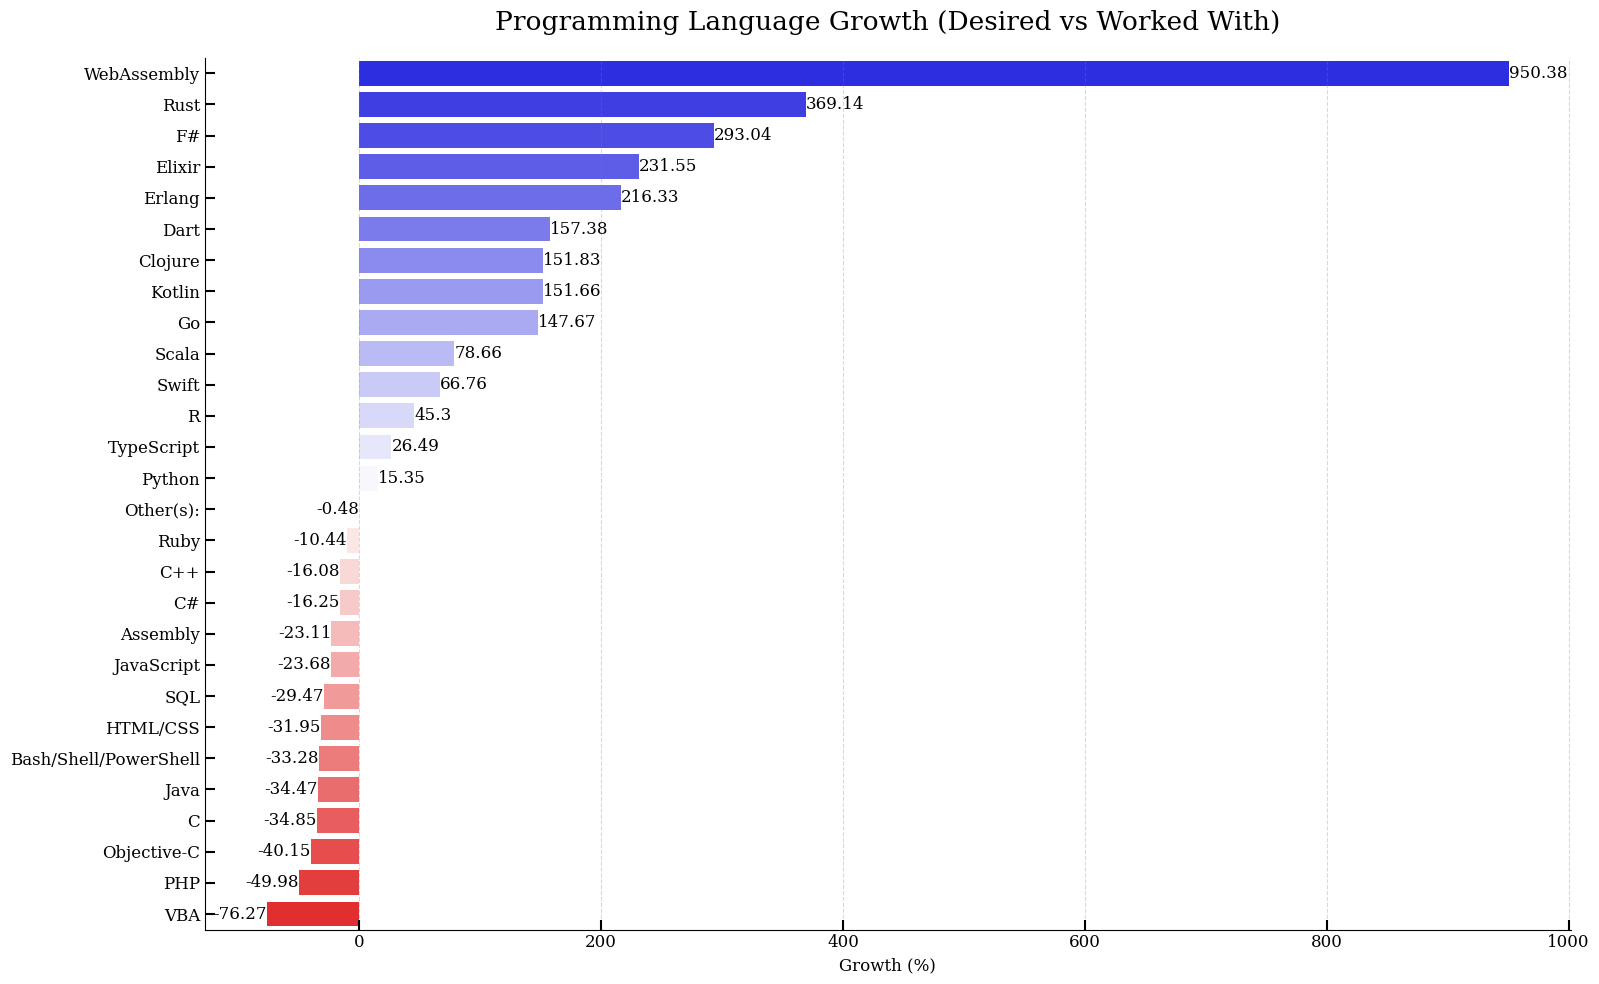 Programming Language Growth (Desired vs Worked With)
WebAssembly 950.38
Rust 369.14
F# 293.04
Elixir 231.55
Erlang 216.33
Dart 157.38
Clojure 151.83
Kotlin 151.66
Go 147.67
Scala 78.66
Swift 66.76
R 45.3
TypeScript 26.49
Python 15.35
Other(s): -0.48
Ruby -10.44
C++ -16.08
C# -16.25
Assembly -23.11
JavaScript -23.68
SQL -29.47
HTML/CSS -31.95
Bash/Shell/PowerShell -33.28
Java -34.47
C -34.85
Objective-C -40.15
PHP -49.98
VBA -76.27
0 200 400 600 800 1000
Growth (%)